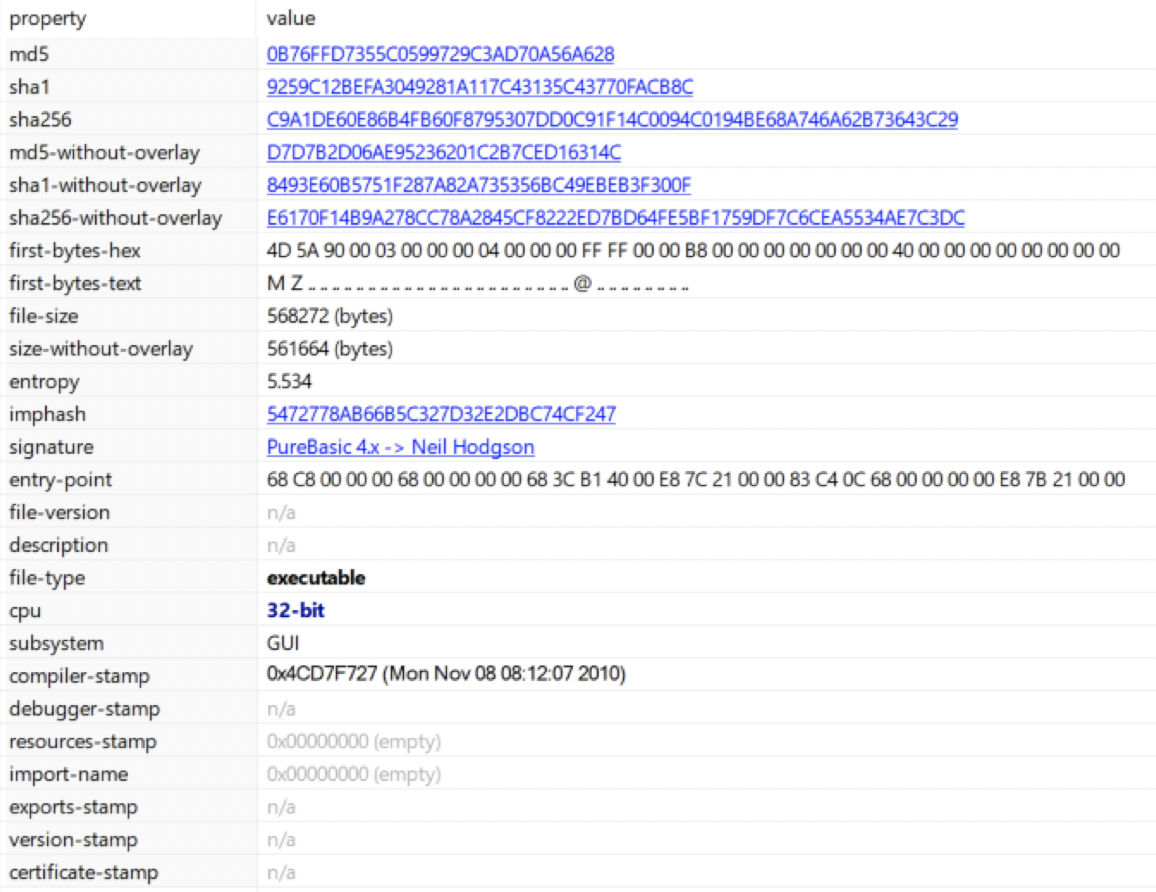 property value
md5 0B76FFD7355C0599729C3AD70A56A628
sha1 9259C12BEFA3049281A117C43135C43770FACB8C
sha256 C9A1DE60E86B4FB60F8795307DD0C91F14C0094C0194BE68A746A62B73643C29
md5-without-overlay D7D7B2D06AE95236201C2B7CED16314C
sha1-without-overlay 8493E60B5751F287A82A735356BC49EBEB3F300F
sha256-without-overlay E6170F14B9A278CC78A2845CF8222ED7BD64FE5BF1759DF7C6CEA5534AE7C3DC
first-bytes-hex 4D 5A 90 00 03 00 00 00 04 00 00 00 FF FF 00 00 B8 00 00 00 00 00 00 00 40 00 00 00 00 00 00 00 00
first-bytes-text M Z .. .. .. .. .. .. .. .. .. .. .. .. .. .. .. .. .. .. .. .. .. .. @ .. .. .. .. .. .. .. ..
file-size 568272 (bytes)
size-without-overlay 561664 (bytes)
entropy 5.534
imphash 5472778AB66B5C327D32E2DBC74CF247
signature PureBasic 4.x -> Neil Hodgson
entry-point 68 C8 00 00 00 68 00 00 00 00 68 3C B1 40 00 E8 7C 21 00 00 83 C4 0C 68 00 00 00 00 E8 7B 21 00 00
file-version n/a
description n/a
file-type executable
cpu 32-bit
subsystem GUI
compiler-stamp 0x4CD7F727 (Mon Nov 08 08:12:07 2010)
debugger-stamp n/a
resources-stamp 0x00000000 (empty)
import-name 0x00000000 (empty)
exports-stamp n/a
version-stamp n/a
certificate-stamp n/a